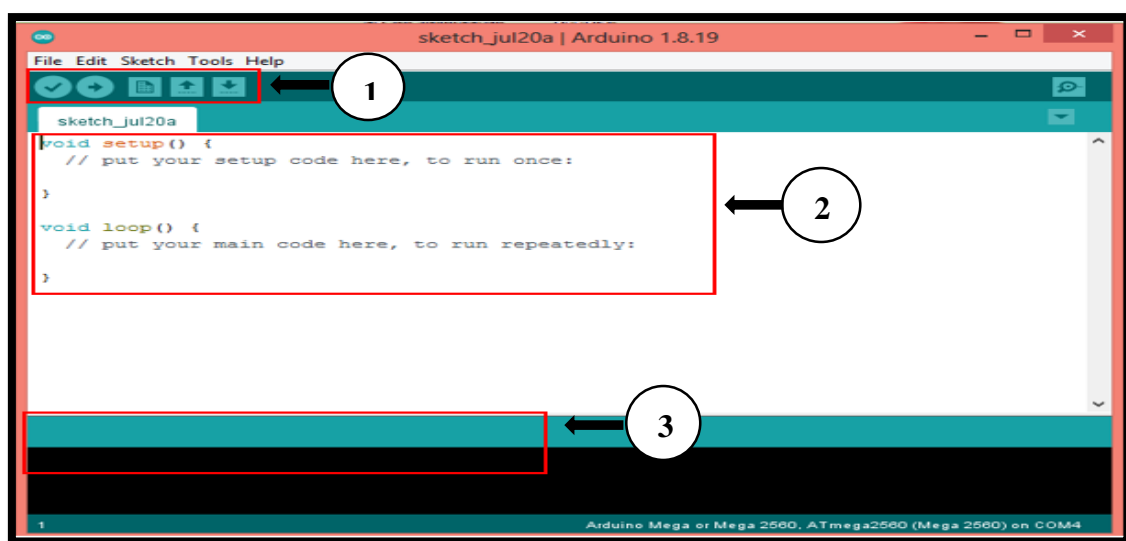 sketch_jul20a | Arduino 1.8.19
File Edit Sketch Tools Help
1
sketch_jul20a
void setup() {
// put your setup code here, to run once:
}
2
void loop() {
// put your main code here, to run repeatedly:
}
3
1
Arduino Mega or Mega 2560, ATmega2560 (Mega 2560) on COM4